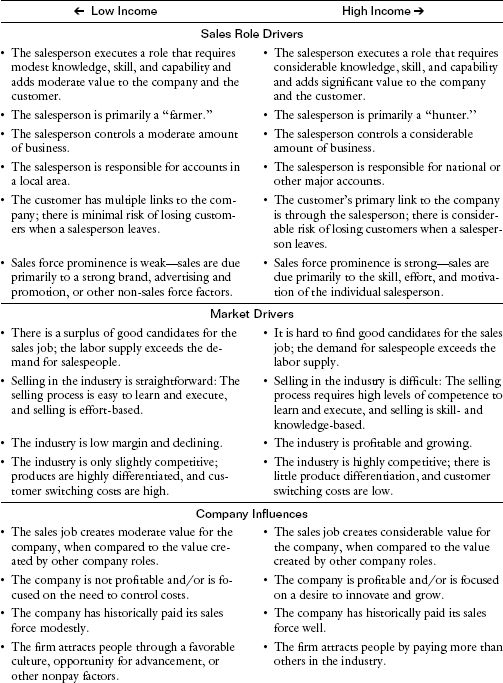 ← Low Income
High Income →
Sales Role Drivers
• The salesperson executes a role that requires
modest knowledge, skill, and capability and
adds moderate value to the company and the
customer.
• The salesperson executes a role that requires
considerable knowledge, skill, and capability
and adds significant value to the company
and the customer.
• The salesperson is primarily a “farmer.”
• The salesperson is primarily a “hunter.’’
• The salesperson controls a moderate amount
of business.
• The salesperson controls a considerable
amount of business.
• The salesperson is responsible for accounts in
a local area.
• The salesperson is responsible for national or
other major accounts.
• The customer has multiple links to the com-
pany; there is minimal risk of losing custom-
ers when a salesperson leaves.
• The customer’s primary link to the company
is through the salesperson; there is consider-
able risk of losing customers when a salesper-
son leaves.
• Sales force prominence is weak—sales are due
primarily to a strong brand, advertising and
promotion, or other non-sales force factors.
• Sales force prominence is strong—sales are
due primarily to the skill, effort, and motiva-
tion of the individual salesperson.
Market Drivers
• There is a surplus of good candidates for the
sales job; the labor supply exceeds the de-
mand for salespeople.
• It is hard to find good candidates for the sales
job; the demand for salespeople exceeds the
labor supply.
• Selling in the industry is straightforward: The
selling process is easy to learn and execute,
and selling is effort-based.
• Selling in the industry is difficult: The selling
process requires high levels of competence to
learn and execute, and selling is skill- and
knowledge-based.
• The industry is low margin and declining.
• The industry is profitable and growing.
• The industry is only slightly competitive;
products are highly differentiated, and cus-
tomer switching costs are high.
• The industry is highly competitive; there is
little product differentiation, and customer
switching costs are low.
Company Influences
• The sales job creates moderate value for the
company, when compared to the value cre-
ated by other company roles.
• The sales job creates considerable value for
the company, when compared to the value
created by other company roles.
• The company is not profitable and/or is fo-
cused on the need to control costs.
• The company is profitable and/or is focused
on a desire to innovate and grow.
• The company has historically paid its sales
force modestly.
• The company has historically paid its sales
force well.
• The firm attracts people through a favorable
culture, opportunity for advancement, or
other nonpay factors.
• The firm attracts people by paying more than
others in the industry.